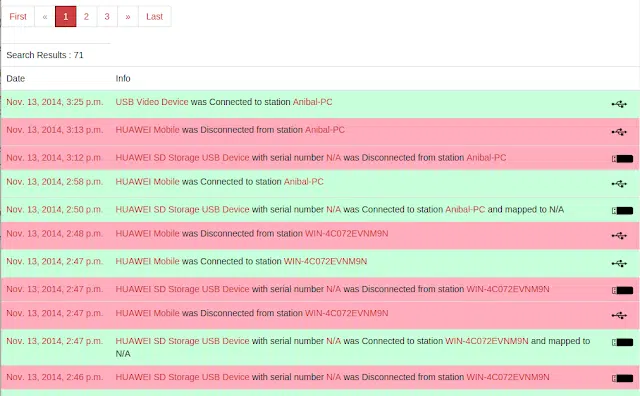 First « 1 2 3 » Last
Search Results : 71
Date Info
Nov. 13, 2014, 3:25 p.m. USB Video Device was Connected to station Anibal-PC
Nov. 13, 2014, 3:13 p.m. HUAWEI Mobile was Disconnected from station Anibal-PC
Nov. 13, 2014, 3:12 p.m. HUAWEI SD Storage USB Device with serial number N/A was Disconnected from station Anibal-PC
Nov. 13, 2014, 2:58 p.m. HUAWEI Mobile was Connected to station Anibal-PC
Nov. 13, 2014, 2:50 p.m. HUAWEI SD Storage USB Device with serial number N/A was Connected to station Anibal-PC and mapped to N/A
Nov. 13, 2014, 2:48 p.m. HUAWEI Mobile was Disconnected from station WIN-4C072EVNM9N
Nov. 13, 2014, 2:47 p.m. HUAWEI Mobile was Connected to station WIN-4C072EVNM9N
Nov. 13, 2014, 2:47 p.m. HUAWEI SD Storage USB Device with serial number N/A was Disconnected from station WIN-4C072EVNM9N
Nov. 13, 2014, 2:47 p.m. HUAWEI Mobile was Disconnected from station WIN-4C072EVNM9N
Nov. 13, 2014, 2:47 p.m. HUAWEI SD Storage USB Device with serial number N/A was Connected to station WIN-4C072EVNM9N and mapped to
N/A
Nov. 13, 2014, 2:46 p.m. HUAWEI SD Storage USB Device with serial number N/A was Disconnected from station WIN-4C072EVNM9N